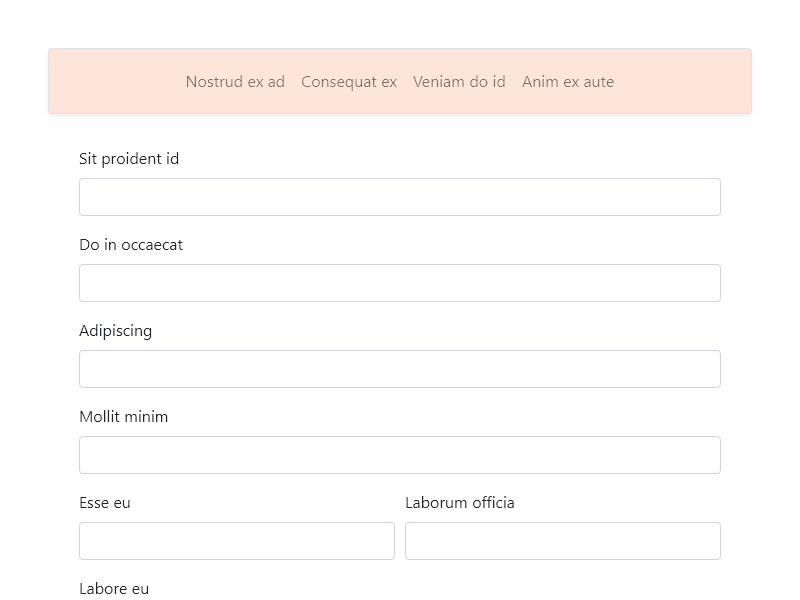 Nostrud ex ad Consequat ex Veniam do id Anim ex aute
Sit proident id
Do in occaecat
Adipiscing
Mollit minim
Esse eu Laborum officia
Labore eu